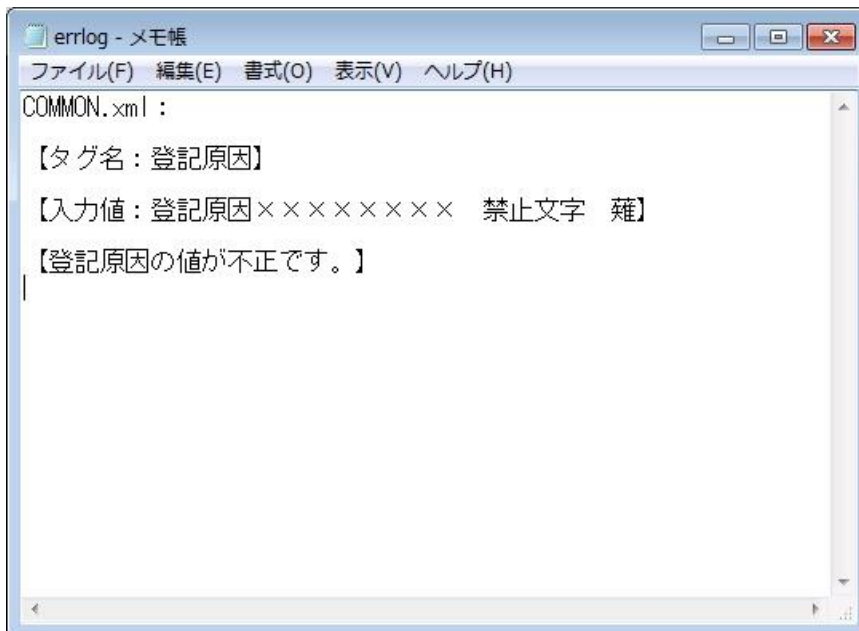 errlog - メモ帳
ファイル(F) 編集(E) 書式(O) 表示(V) ヘルプ(H)
COMMON.xml：
【タグ名：登記原因】
【入力値：登記原因××××××××　禁止文字　薙】
【登記原因の値が不正です。】